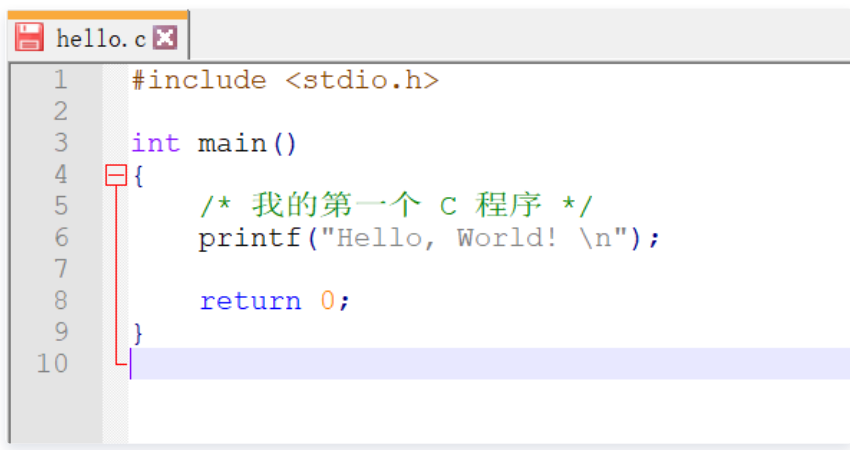 hello.c
1 #include <stdio.h>
2
3 int main()
4 {
5 /* 我的第一个 C 程序 */
6 printf("Hello, World! \n");
7
8 return 0;
9 }
10